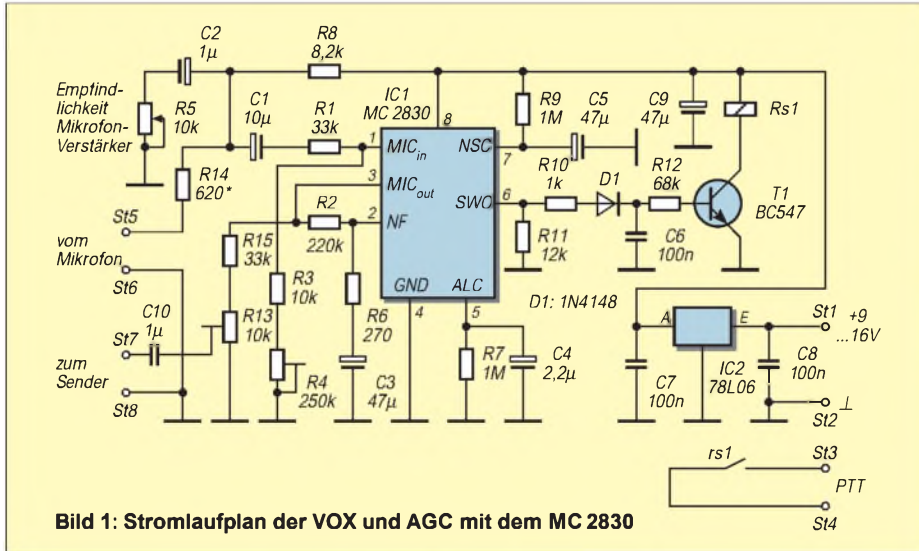 C2
1µ
R8
8,2k
Empfind-
lichkeit
Mikrofon-
Verstärker
R5
10k
C1
10µ
R1
33k
IC1
MC 2830
8
R9
1M
C5
47µ
C9
47µ
Rs1
1
MICin
NSC
7
R14
620*
3
MICout
R10
1k
D1
R12
68k
T1
BC547
St5
R2
220k
2
NF
SWO
6
R11
12k
C6
100n
vom
Mikrofon
St6
R15
33k
R3
10k
GND
4
ALC
5
D1: 1N4148
C10
1µ
R13
10k
R6
270
St7
zum
Sender
St8
R4
250k
C3
47µ
R7
1M
C4
2,2µ
A
E
St1
+9
...16V
C7
100n
IC2
78L06
C8
100n
⊥
St2
rs1
St3
PTT
St4
Bild 1: Stromlaufplan der VOX und AGC mit dem MC 2830